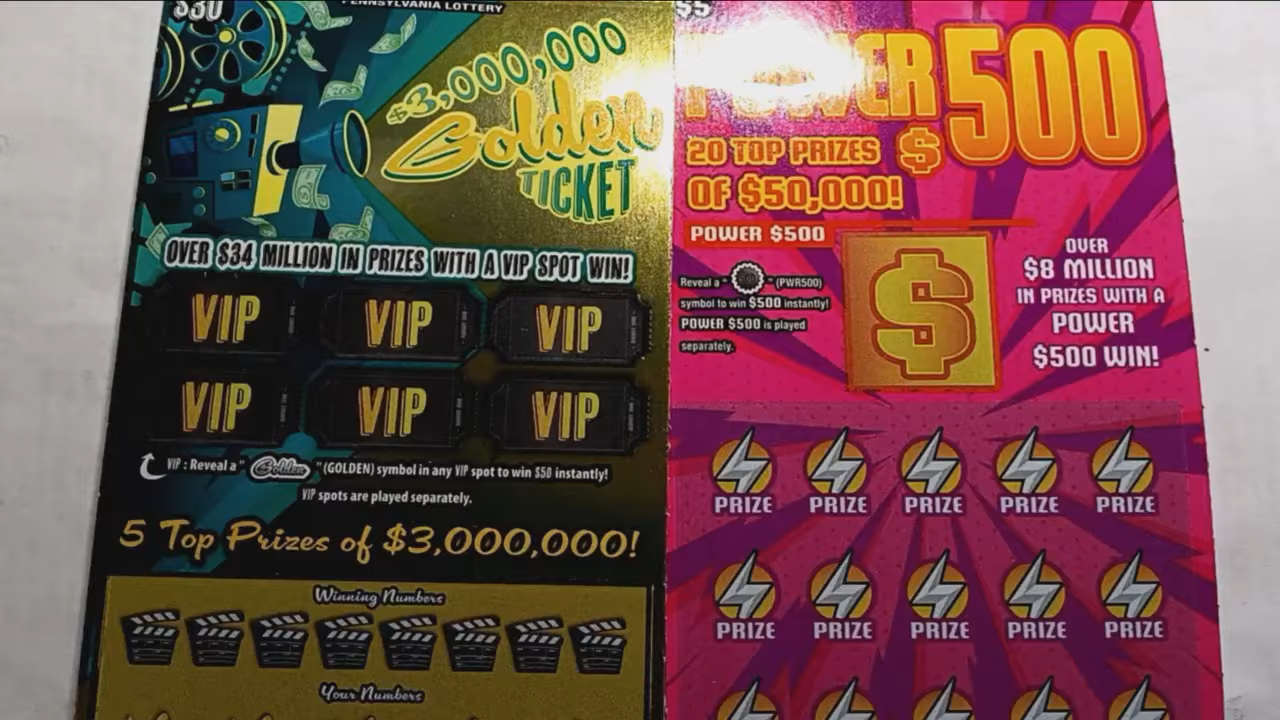 $30
PENNSYLVANIA LOTTERY
$3,000,000
Golden
TICKET
OVER $34 MILLION IN PRIZES WITH A VIP SPOT WIN!
VIP VIP VIP
VIP VIP VIP
VIP : Reveal a " Golden " (GOLDEN) symbol in any VIP spot to win $50 instantly!
VIP spots are played separately.
5 Top Prizes of $3,000,000!
Winning Numbers
Your Numbers
$5
POWER $500
20 TOP PRIZES
OF $50,000!
POWER $500
Reveal a " " (PWR500)
symbol to win $500 instantly!
POWER $500 is played
separately.
$
OVER
$8 MILLION
IN PRIZES WITH A
POWER
$500 WIN!
PRIZE PRIZE PRIZE PRIZE PRIZE
PRIZE PRIZE PRIZE PRIZE PRIZE